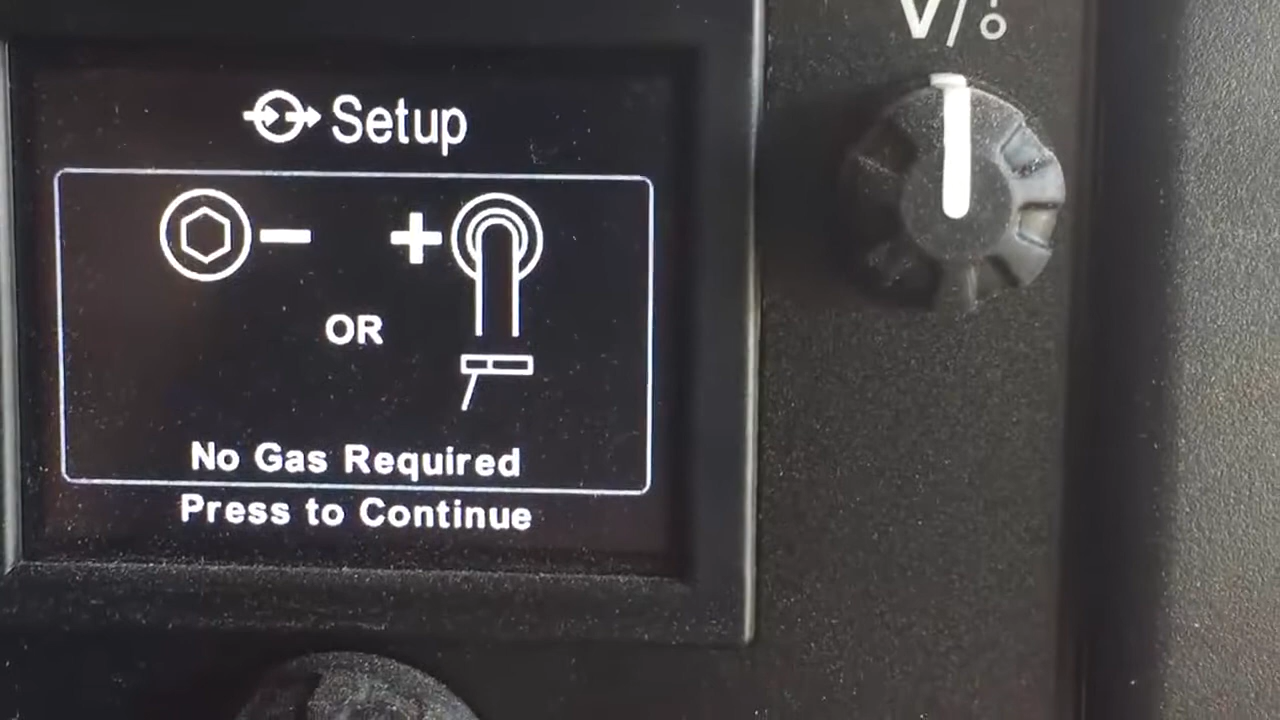 V/
Setup
- +
OR
No Gas Required
Press to Continue